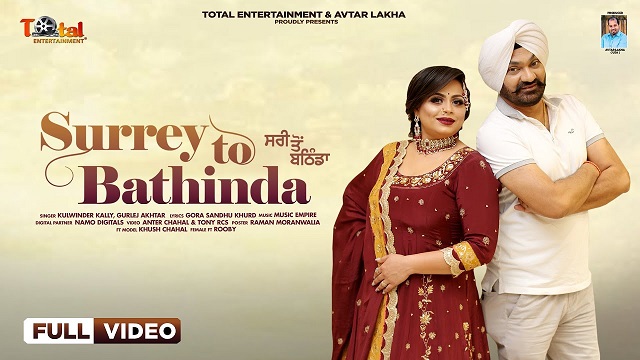 Total
ENTERTAINMENT
TOTAL ENTERTAINMENT & AVTAR LAKHA
PROUDLY PRESENTS
PRODUCER
AVTAR LAKHA
Surrey to
ਸਰੀ ਤੋਂ
ਬਠਿੰਡਾ
Bathinda
SINGER KULWINDER KALLY, GURLEJ AKHTAR LYRICS GORA SANDHU KHURD MUSIC MUSIC EMPIRE
DIGITAL PARTNER NAMO DIGITALS VIDEO ANTER CHAHAL & TONY RCS POSTER RAMAN MORANWALIA
FT MODEL KHUSH CHAHAL FEMALE FT ROOBY
FULL VIDEO